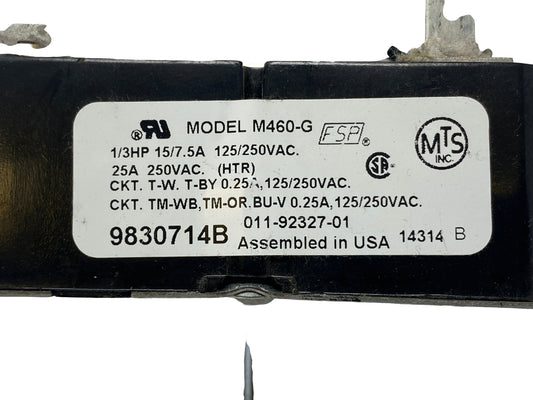 RU® MODEL M460-G FSP®
1/3HP 15/7.5A 125/250VAC.
25A 250VAC. (HTR) SA®
MTS INC.
CKT. T-W. T-BY 0.25A,125/250VAC.
CKT. TM-WB,TM-OR.BU-V 0.25A,125/250VAC.
011-92327-01
9830714B Assembled in USA 14314 B